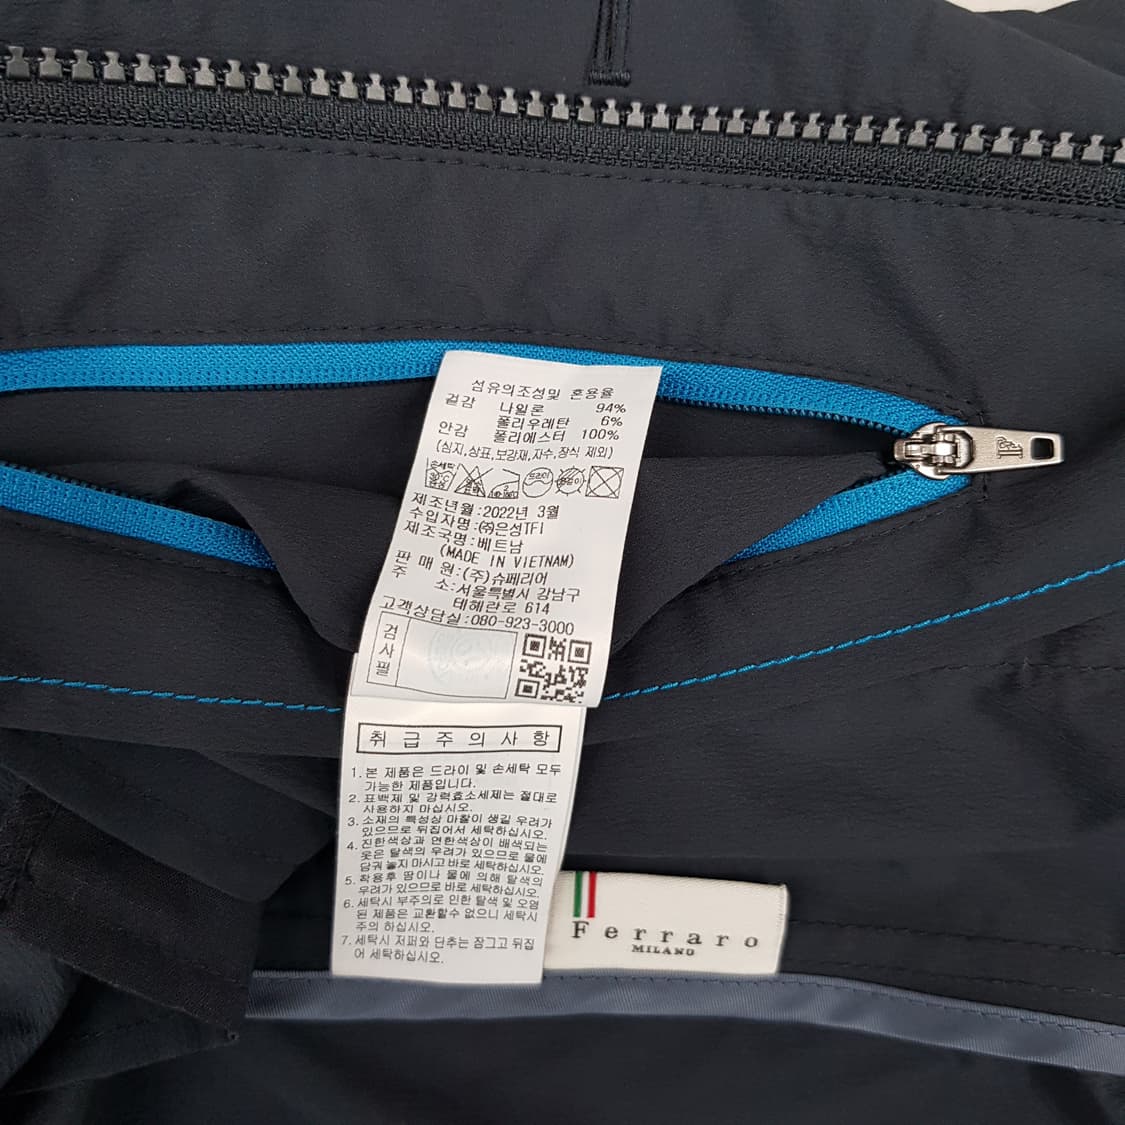 섬유의조성및 혼용율
겉감 나일론 94%
폴리우레탄 6%
안감 폴리에스터 100%
(심지,상표,보강재,자수,장식 제외)
드라이
제조년월:2022년 3월
수입자명:㈜은성TFI
제조국명:베트남
(MADE IN VIETNAM)
판 매 원:(주)슈페리어
주 소:서울특별시 강남구
테헤란로 614
고객상담실:080-923-3000
검사필
취급주의사항
1.본 제품은 드라이 및 손세탁 모두
가능한 제품입니다.
2.표백제 및 강력효소세제는 절대로
사용하지 마십시오.
3.소재의 특성상 마찰이 생길 우려가
있으므로 뒤집어서 세탁하십시오.
4.진한색상과 연한색상이 배색되는
옷은 탈색의 우려가 있으므로 물에
담궈 놓지 마시고 바로 세탁하십시오.
5.착용후 땀이나 물에 의해 탈색의
우려가 있으므로 바로 세탁하십시오.
6.세탁시 부주의로 인한 탈색 및 오염
된 제품은 교환할수 없으니 세탁시
주의 하십시오.
7.세탁시 저퍼와 단추는 잠그고 뒤집
어 세탁하십시오.
Ferraro
MILANO